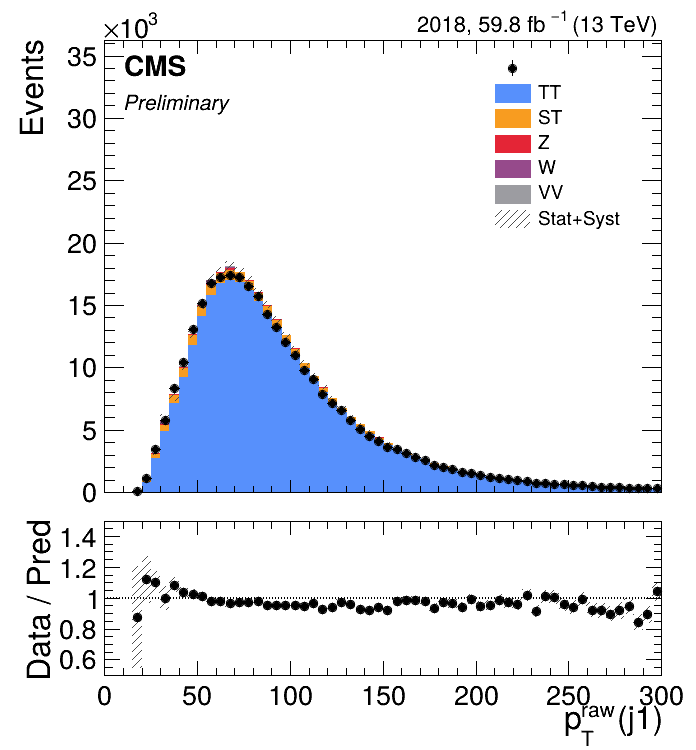 ×10³
2018, 59.8 fb⁻¹ (13 TeV)
Events
35
30
25
20
15
10
5
0
CMS
Preliminary
TT
ST
Z
W
VV
Stat+Syst
Data / Pred
1.4
1.2
1
0.8
0.6
0 50 100 150 200 250 300
p_T^raw(j1)